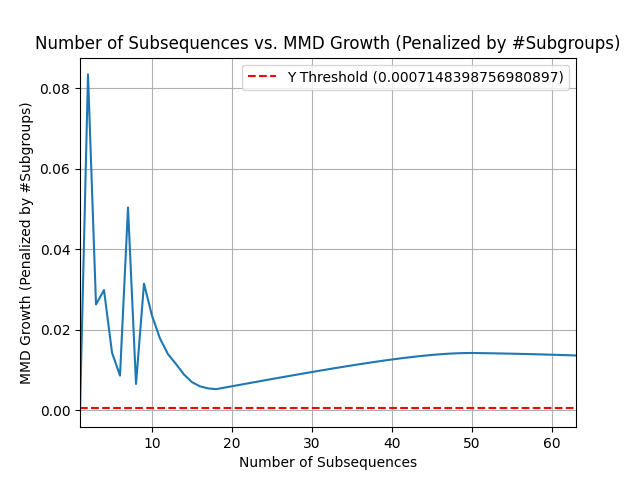 Number of Subsequences vs. MMD Growth (Penalized by #Subgroups)
Y Threshold (0.0007148398756980897)
MMD Growth (Penalized by #Subgroups)
0.08
0.06
0.04
0.02
0.00
10
20
30
40
50
60
Number of Subsequences